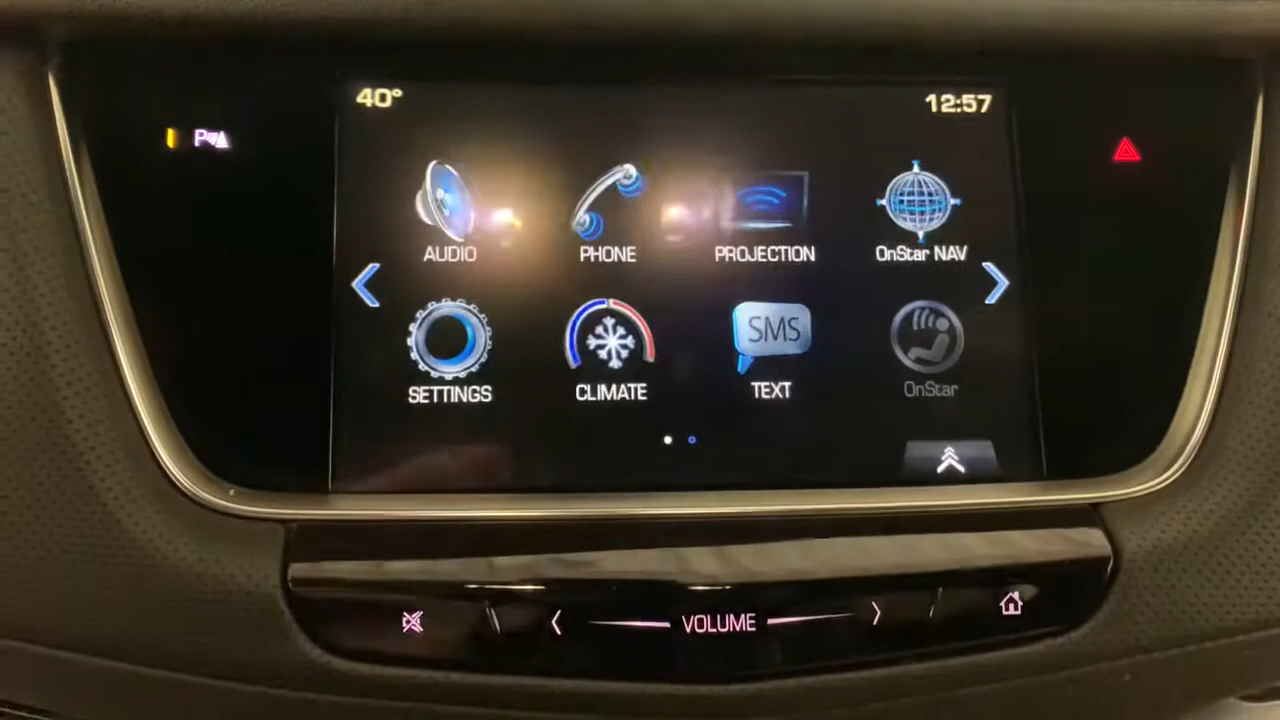 40° 12:57
P
AUDIO PHONE PROJECTION OnStar NAV
SMS
SETTINGS CLIMATE TEXT OnStar
VOLUME